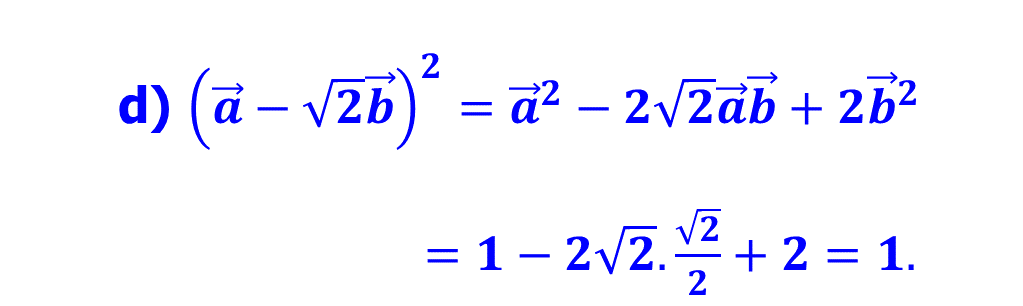 d) (a⃗ − √2b⃗)² = a⃗² − 2√2a⃗b⃗ + 2b⃗²
= 1 − 2√2.√2/2 + 2 = 1.